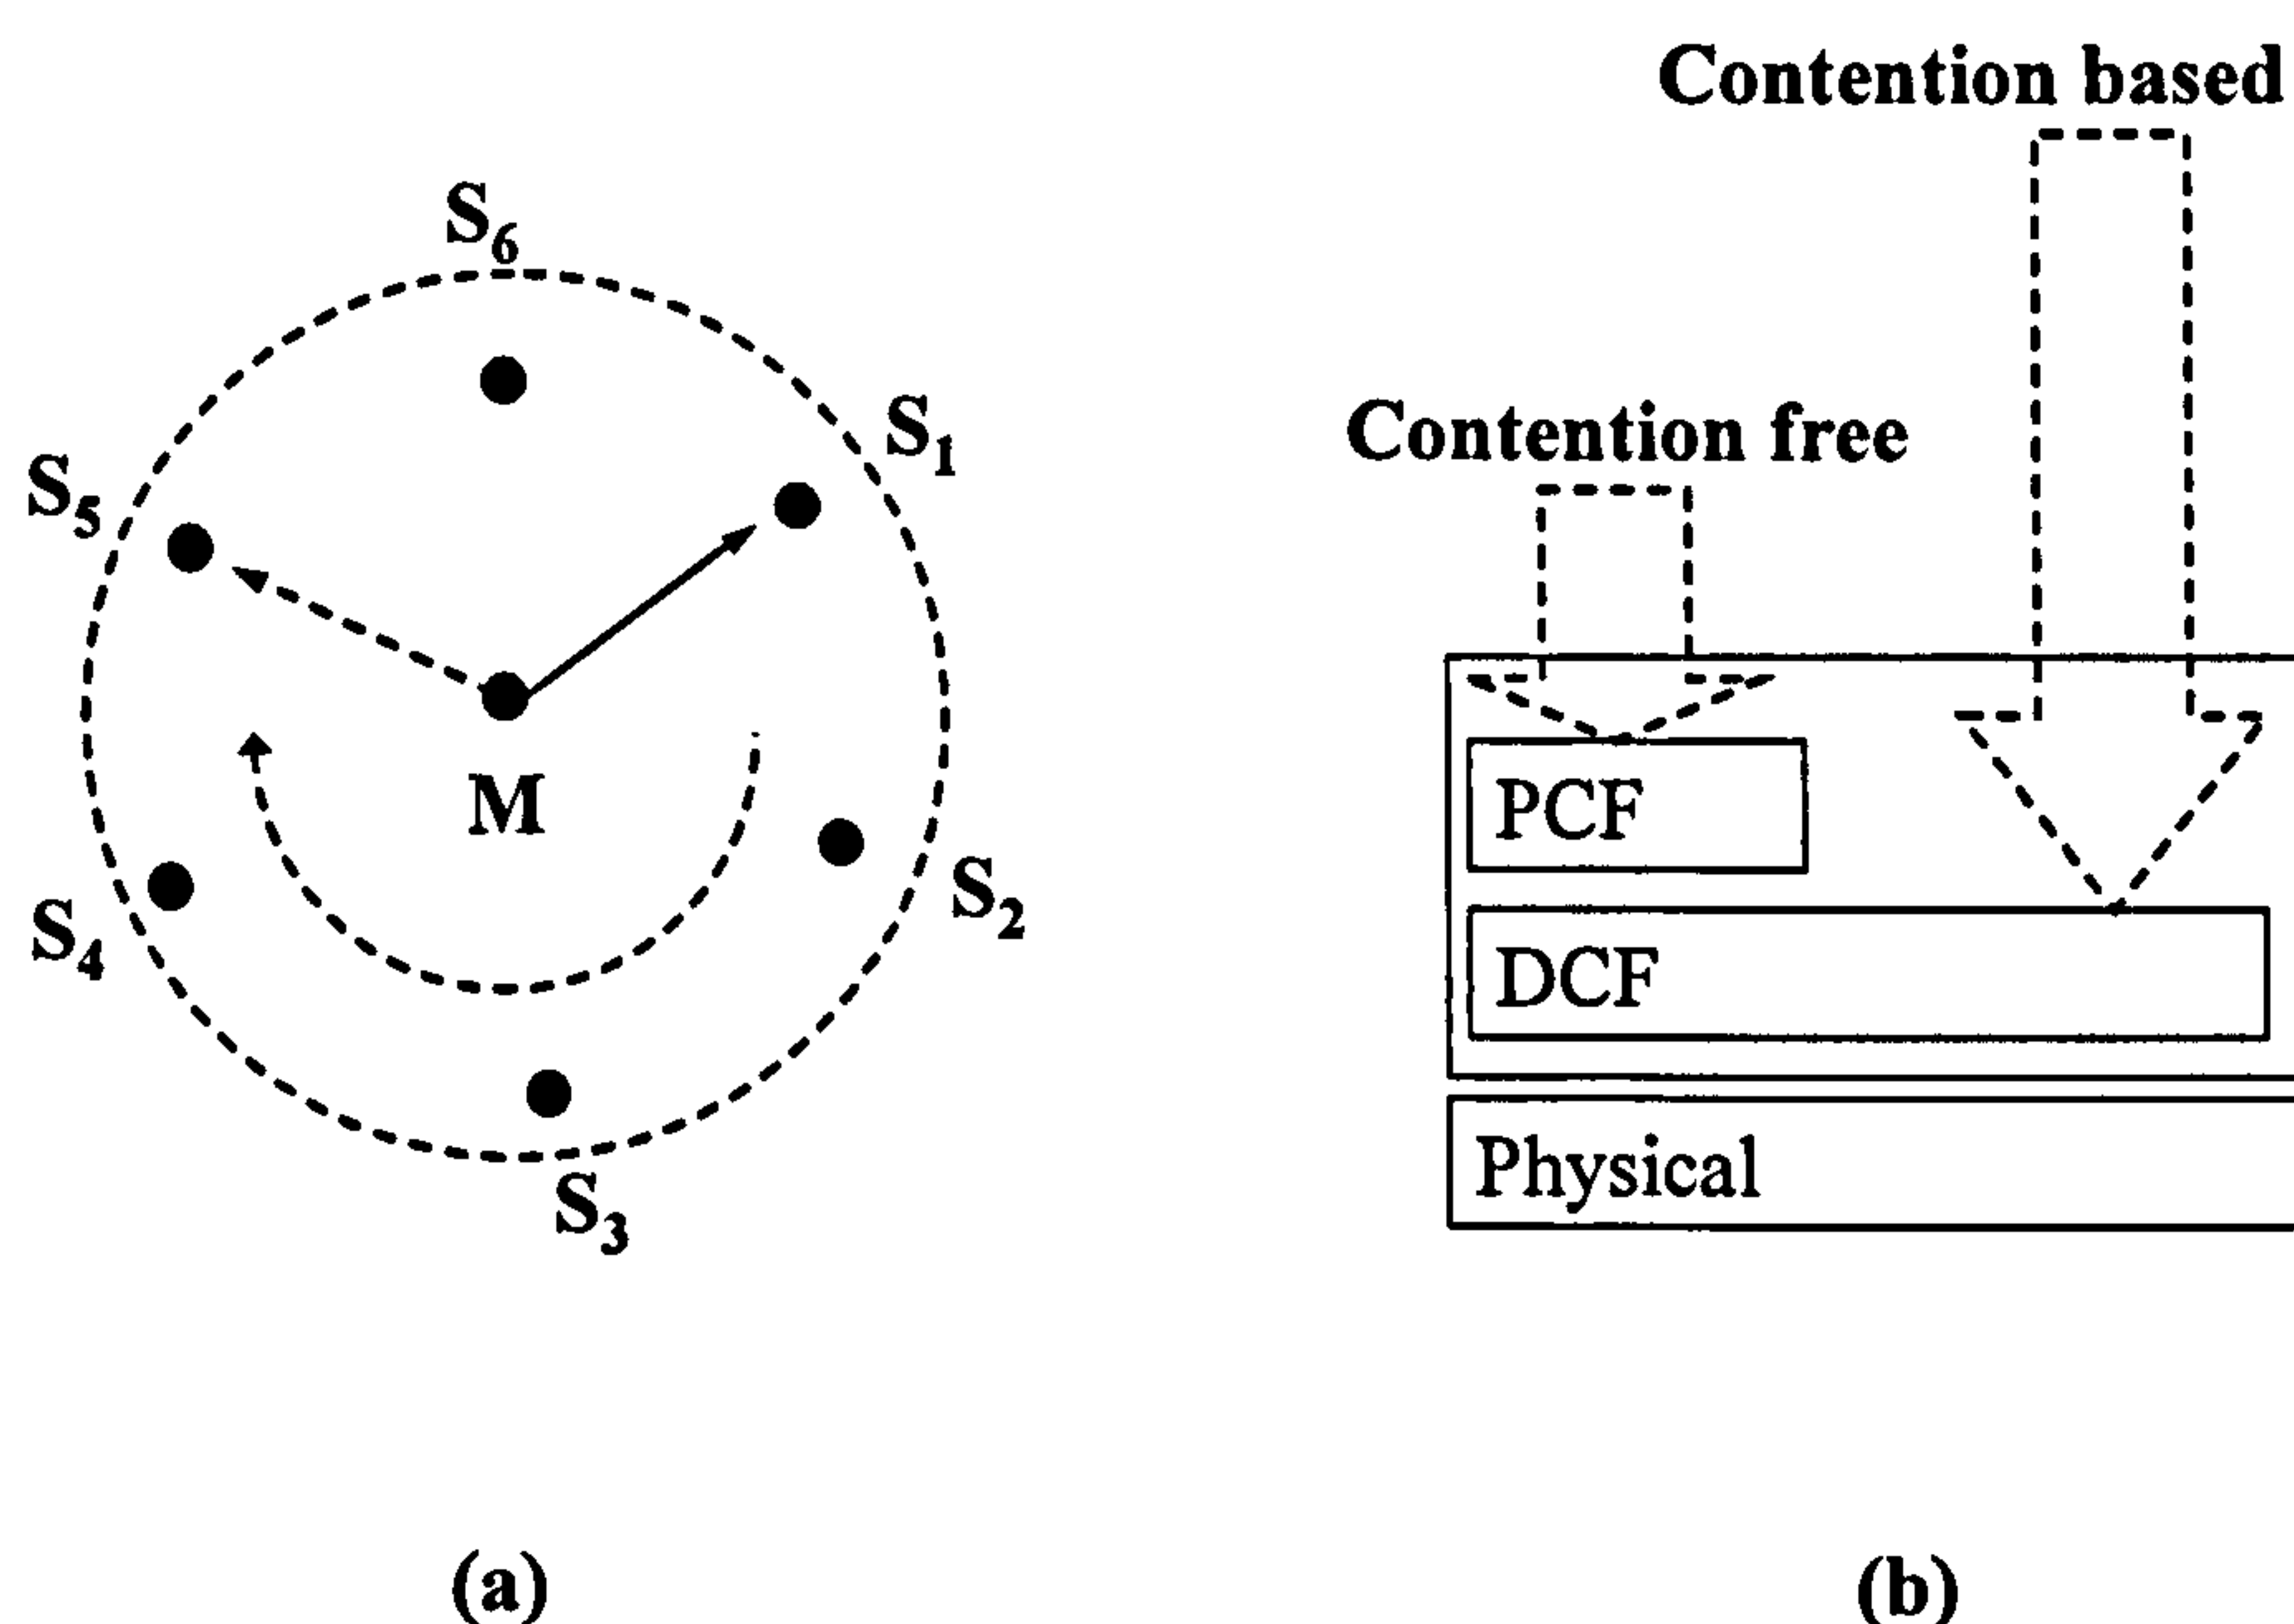 S6
S1
S5
M
S2
S4
S3
(a)
Contention based
Contention free
PCF
DCF
Physical
(b)